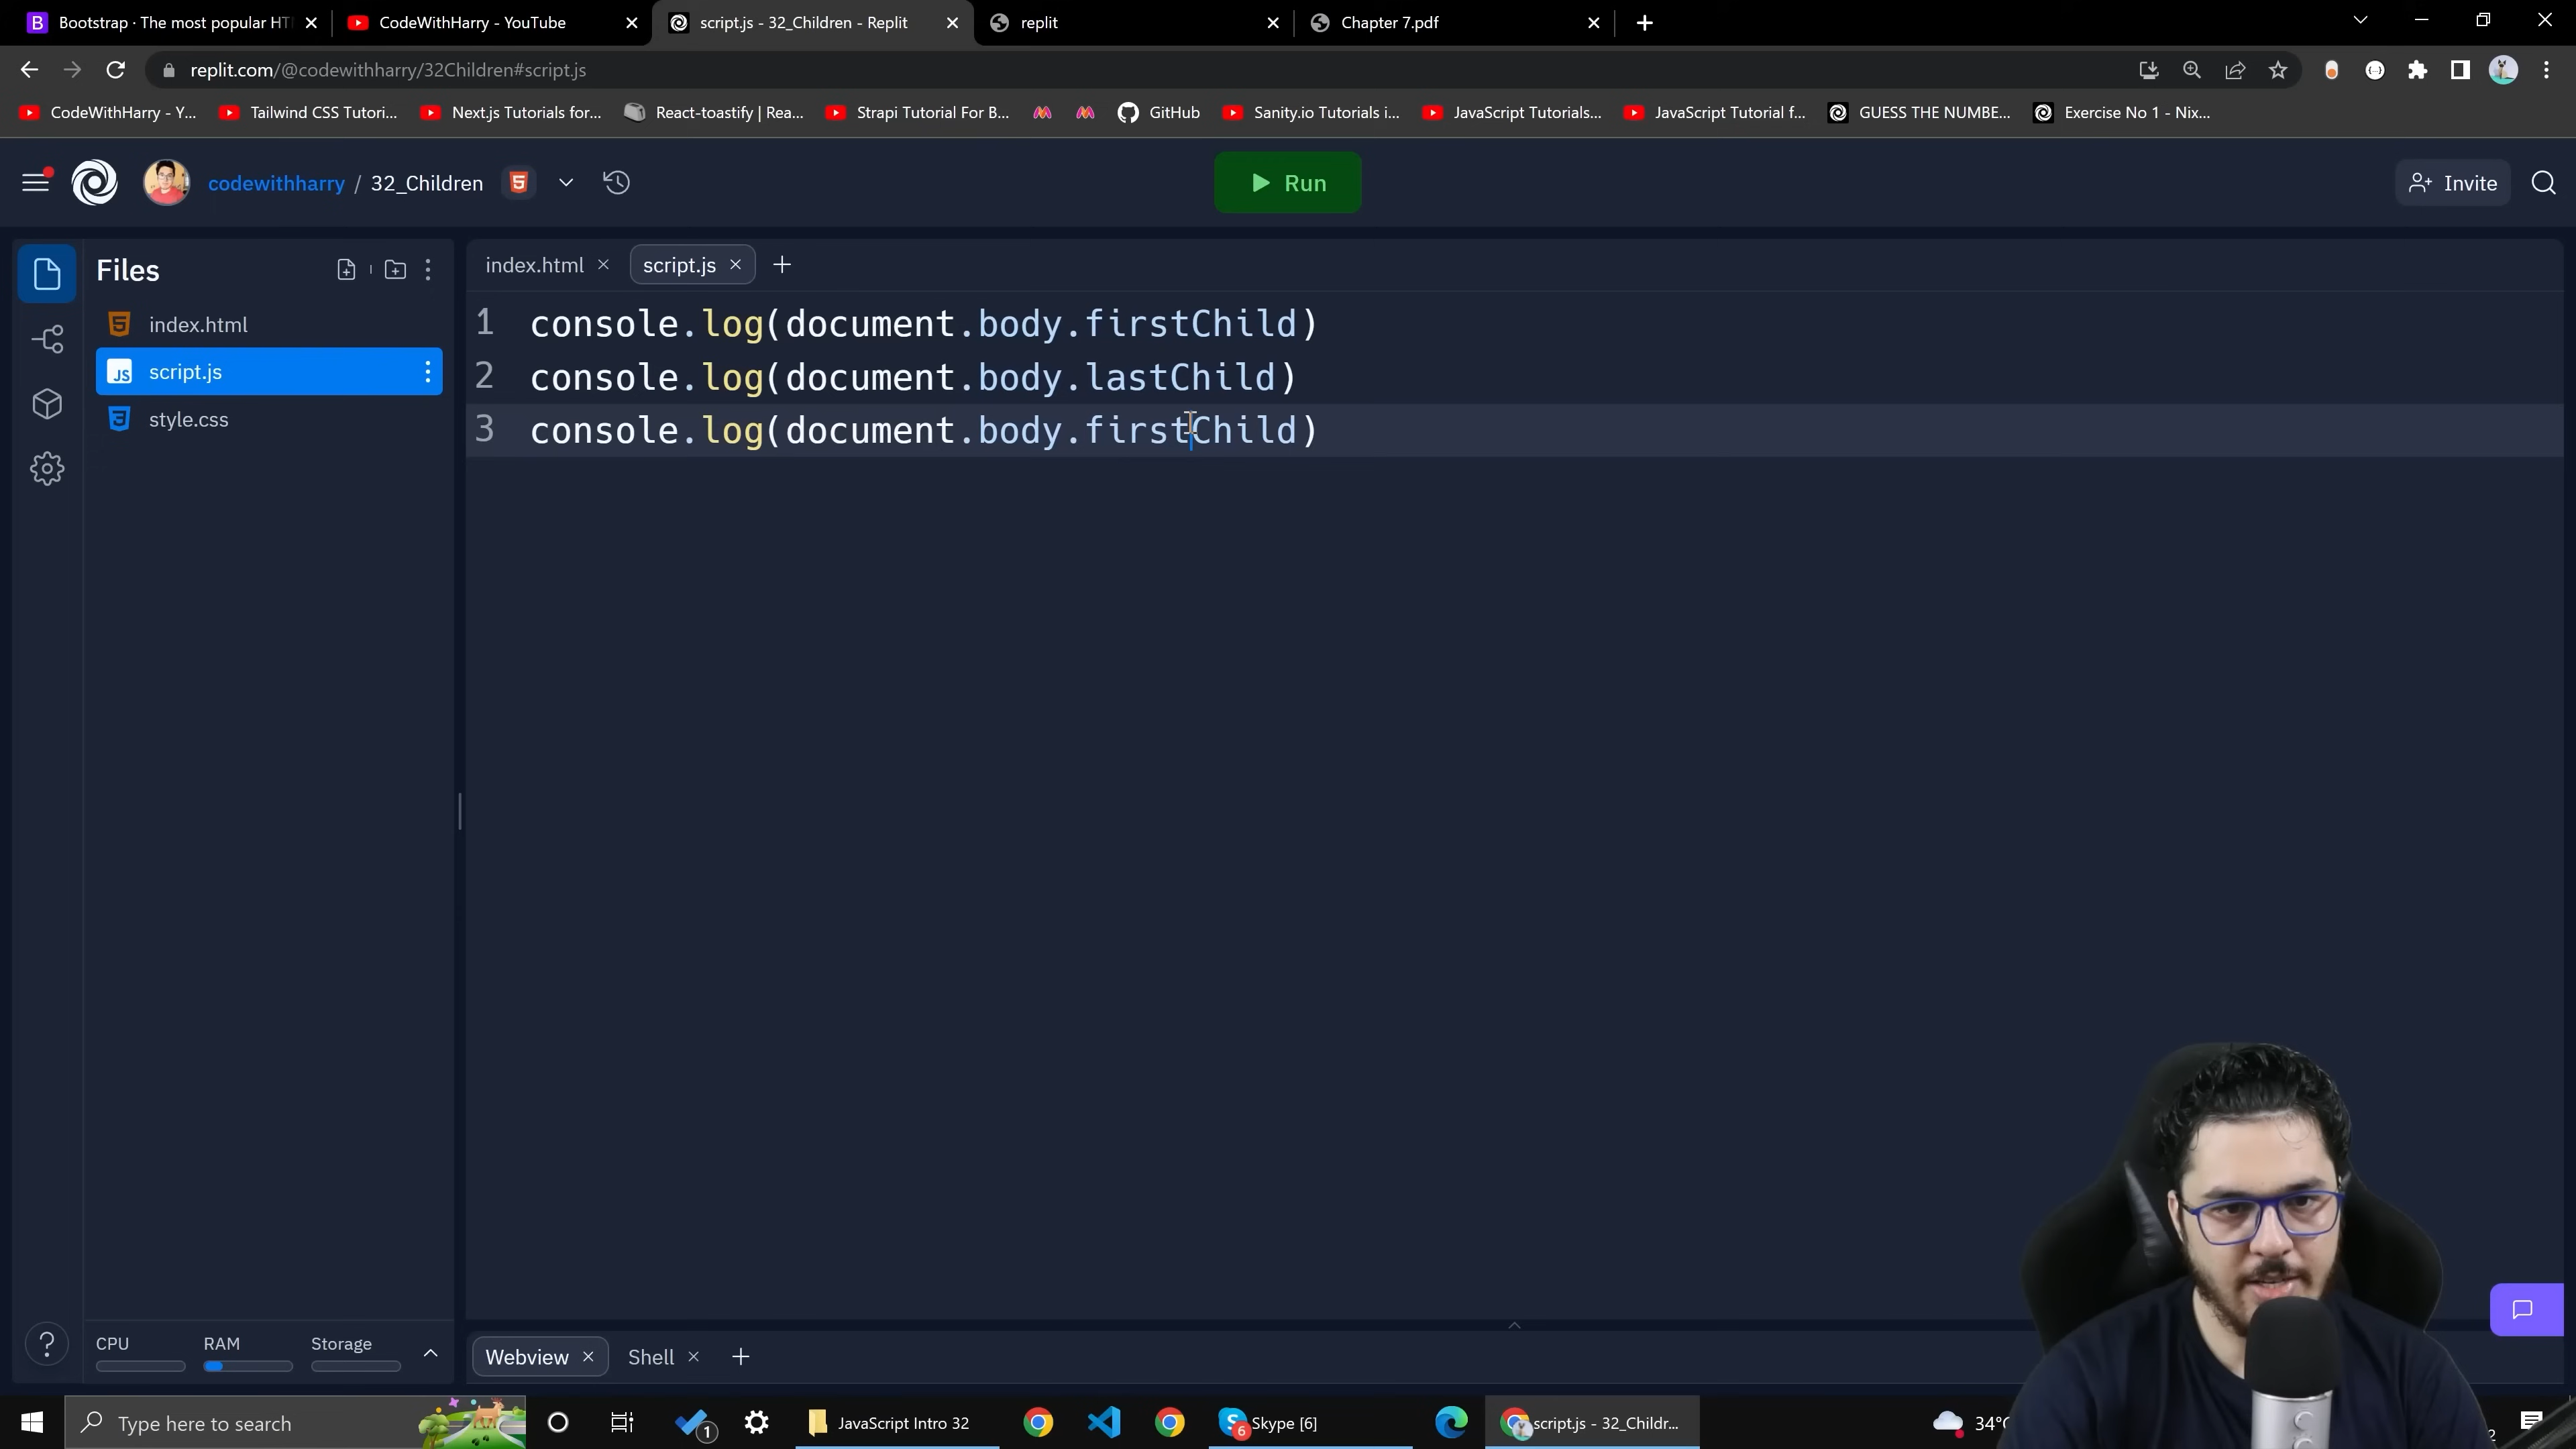 Bootstrap · The most popular HT
CodeWithHarry - YouTube
script.js - 32_Children - Replit
replit
Chapter 7.pdf
replit.com/@codewithharry/32Children#script.js
CodeWithHarry - Y...
Tailwind CSS Tutori...
Next.js Tutorials for...
React-toastify | Rea...
Strapi Tutorial For B...
GitHub
Sanity.io Tutorials i...
JavaScript Tutorials...
JavaScript Tutorial f...
GUESS THE NUMBE...
Exercise No 1 - Nix...
codewithharry / 32_Children
Run
Invite
Files
index.html
script.js
style.css
index.html
script.js
1 console.log(document.body.firstChild)
2 console.log(document.body.lastChild)
3 console.log(document.body.firstChild)
CPU
RAM
Storage
Webview
Shell
Type here to search
1
JavaScript Intro 32
6
Skype [6]
script.js - 32_Childr...
34°C